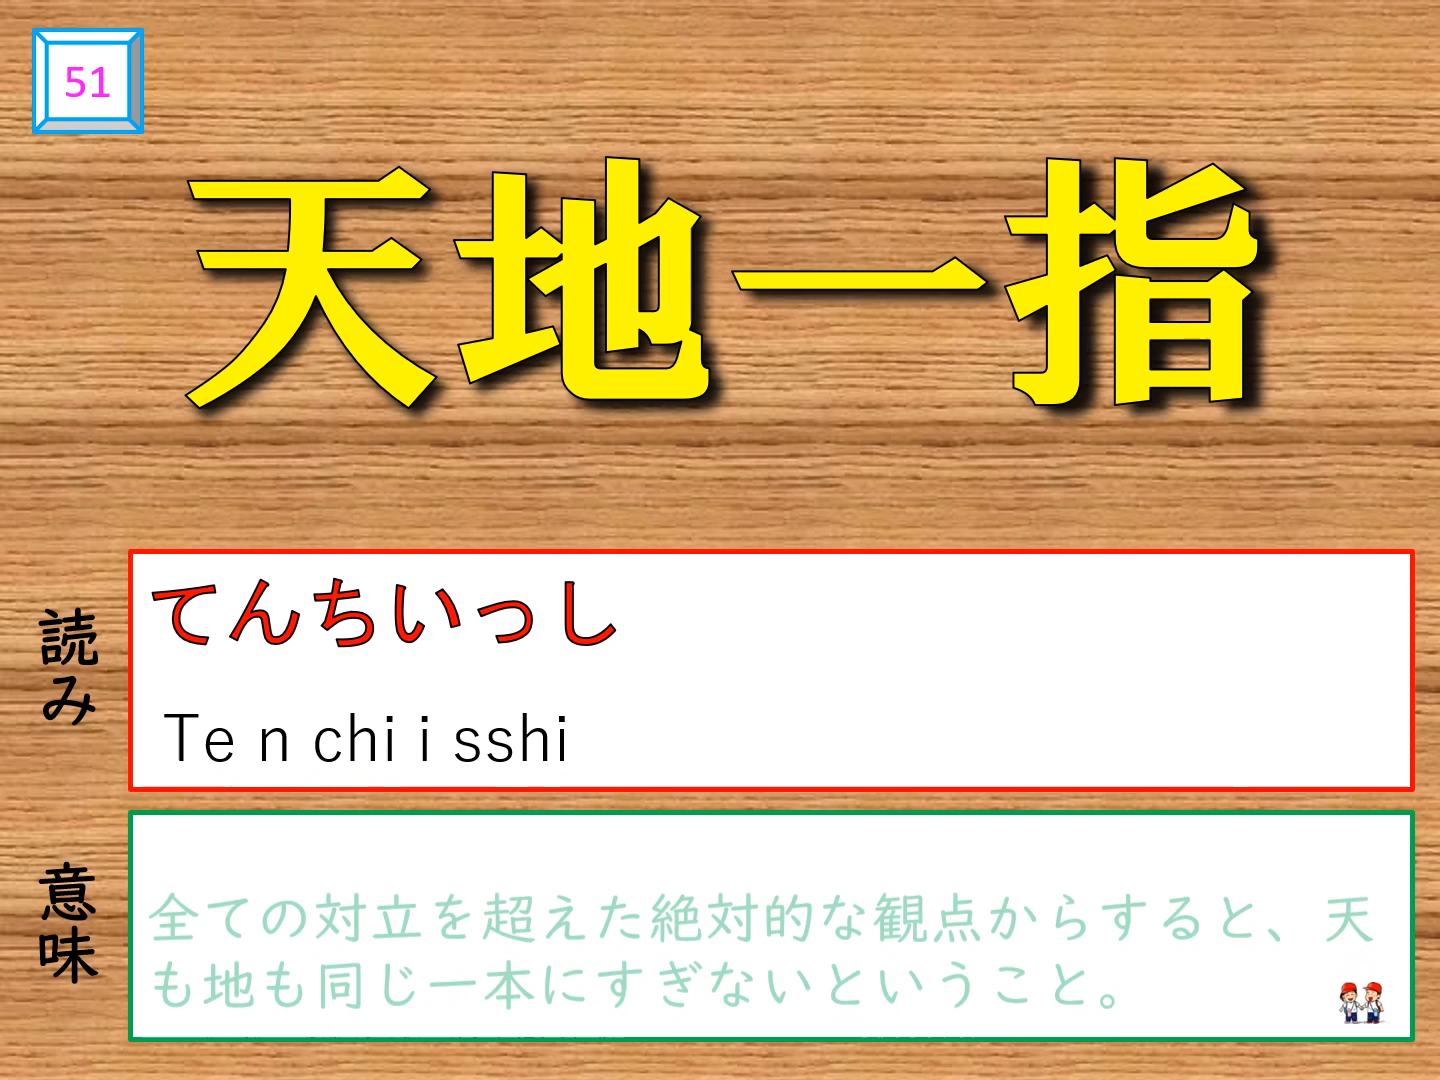 51
天地一指
読み
てんちいっし
Te n chi i sshi
意味
全ての対立を超えた絶対的な観点からすると、天
も地も同じ一本にすぎないということ。